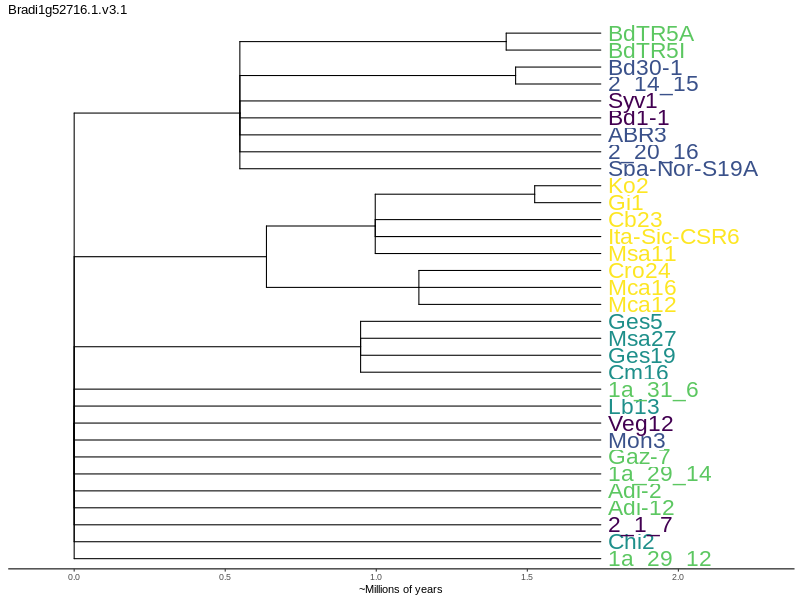 Bradi1g52716.1.v3.1
BdTR5A
BdTR5I
Bd30-1
2_14_15
Syv1
Bd1-1
ABR3
2_20_16
Spa-Nor-S19A
Ko2
Gi1
Cb23
Ita-Sic-CSR6
Msa11
Cro24
Mca16
Mca12
Ges5
Msa27
Ges19
Cm16
1a_31_6
Lb13
Veg12
Mon3
Gaz-7
1a_29_14
Adi-2
Adi-12
2_1_7
Chi2
1a_29_12
0.0 0.5 1.0 1.5 2.0
~Millions of years